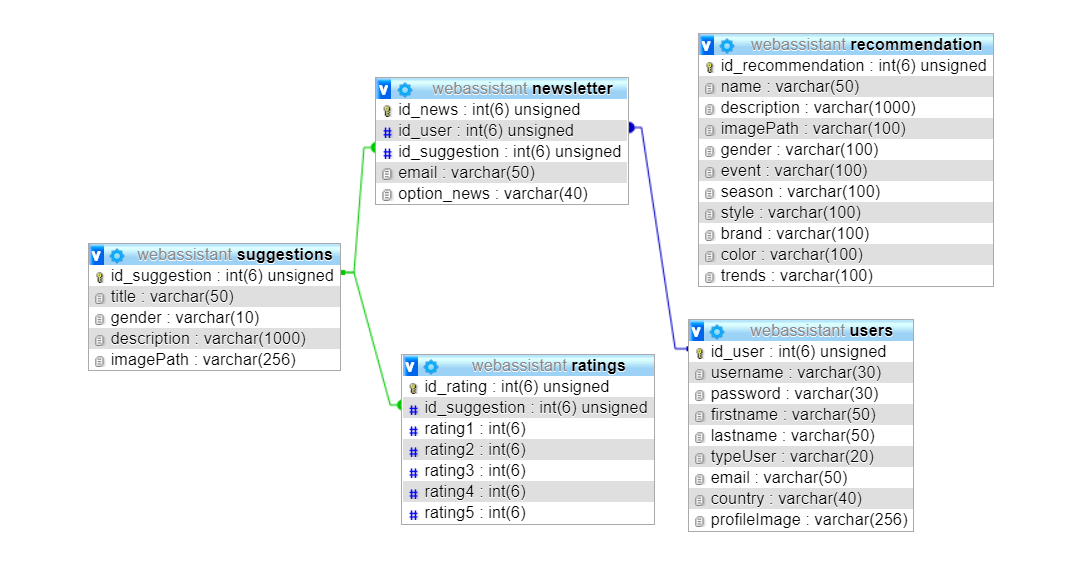 webassistant recommendation
id_recommendation : int(6) unsigned
name : varchar(50)
description : varchar(1000)
imagePath : varchar(100)
gender : varchar(100)
event : varchar(100)
season : varchar(100)
style : varchar(100)
brand : varchar(100)
color : varchar(100)
trends : varchar(100)
v webassistant newsletter
id_news : int(6) unsigned
# id_user : int(6) unsigned
# id_suggestion : int(6) unsigned
email : varchar(50)
option_news : varchar(40)
v webassistant suggestions
id_suggestion : int(6) unsigned
title : varchar(50)
gender : varchar(10)
description : varchar(1000)
imagePath : varchar(256)
v webassistant ratings
id_rating : int(6) unsigned
# id_suggestion : int(6) unsigned
# rating1 : int(6)
# rating2 : int(6)
# rating3 : int(6)
# rating4 : int(6)
# rating5 : int(6)
v webassistant users
id_user : int(6) unsigned
username : varchar(30)
password : varchar(30)
firstname : varchar(50)
lastname : varchar(50)
typeUser : varchar(20)
email : varchar(50)
country : varchar(40)
profileImage : varchar(256)